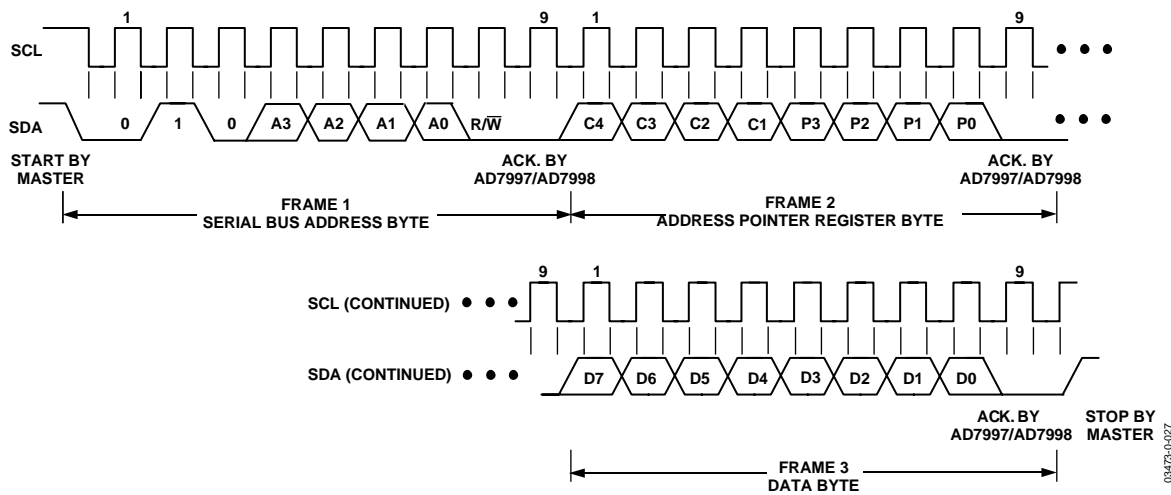 1 9 1 9
SCL
SDA 0 1 0 A3 A2 A1 A0 R/W̅ C4 C3 C2 C1 P3 P2 P1 P0
START BY MASTER
ACK. BY AD7997/AD7998
ACK. BY AD7997/AD7998
FRAME 1
SERIAL BUS ADDRESS BYTE
FRAME 2
ADDRESS POINTER REGISTER BYTE
9 1 9
SCL (CONTINUED)
SDA (CONTINUED) D7 D6 D5 D4 D3 D2 D1 D0
ACK. BY AD7997/AD7998
STOP BY MASTER
FRAME 3
DATA BYTE
03473-0-027